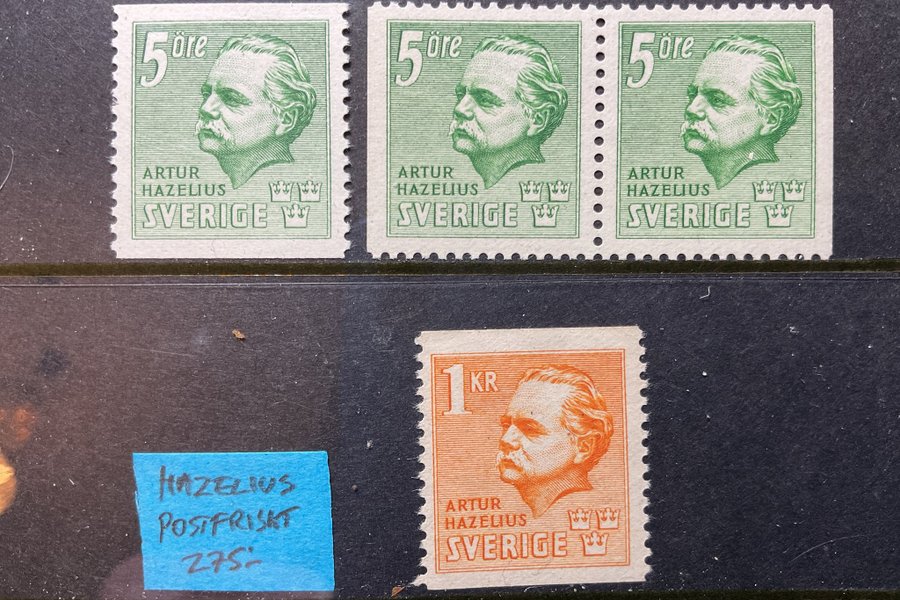 5 öre
ARTUR
HAZELIUS
SVERIGE
5 öre
ARTUR
HAZELIUS
SVERIGE
5 öre
ARTUR
HAZELIUS
SVERIGE
1 KR
ARTUR
HAZELIUS
SVERIGE
HAZELIUS
POSTFRISKT
275:-